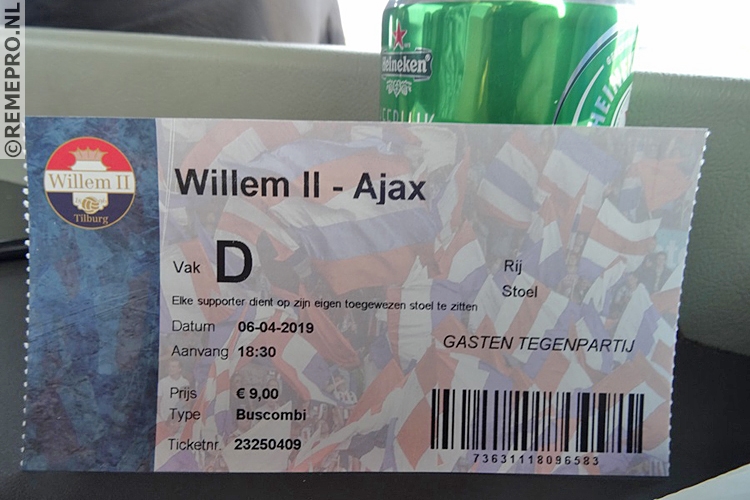 ©REMEPRO.NL
Heineken
HEINEK
Willem II
Tilburg
Willem II - Ajax
Vak D
Rij
Stoel
Elke supporter dient op zijn eigen toegewezen stoel te zitten
Datum 06-04-2019
Aanvang 18:30
GASTEN TEGENPARTIJ
Prijs € 9,00
Type Buscombi
Ticketnr. 23250409
73631118096583